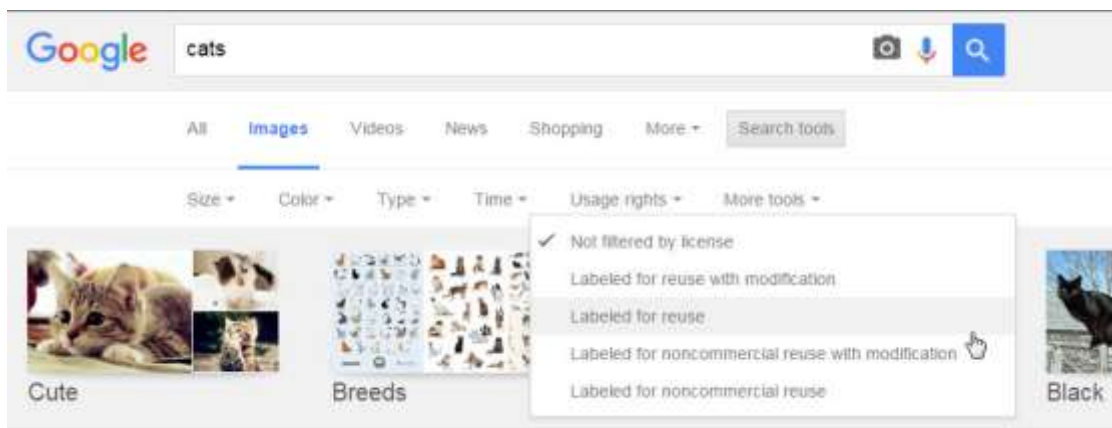 Google cats
All Images Videos News Shopping More Search tools
Size Color Type Time Usage rights More tools
Not filtered by license
Labeled for reuse with modification
Labeled for reuse
Labeled for noncommercial reuse with modification
Labeled for noncommercial reuse
Cute Breeds Black